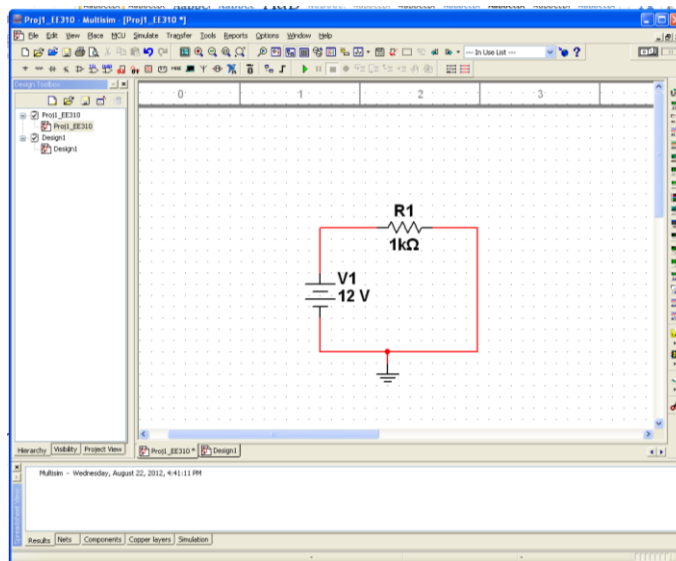 Proj1_EE310 - Multisim - [Proj1_EE310 *]
File Edit View Place MCU Simulate Transfer Tools Reports Options Window Help
--- In Use List ---
Design Toolbox
0 1 2 3
Proj1_EE310
Proj1_EE310
Design1
Design1
R1
1kΩ
V1
12 V
Hierarchy Visibility Project View
Proj1_EE310 * Design1
Multisim - Wednesday, August 22, 2012, 4:41:11 PM
Spreadsheet View
Results Nets Components Copper layers Simulation